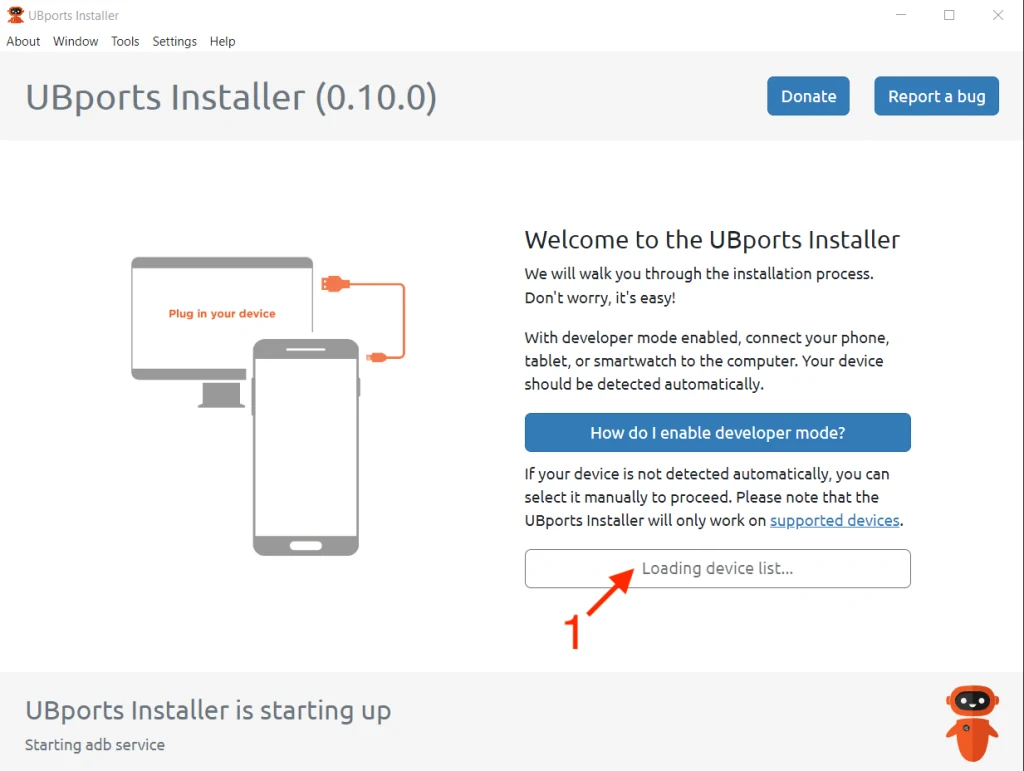 UBports Installer
About Window Tools Settings Help
UBports Installer (0.10.0)
Donate
Report a bug
Plug in your device
Welcome to the UBports Installer
We will walk you through the installation process.
Don't worry, it's easy!
With developer mode enabled, connect your phone,
tablet, or smartwatch to the computer. Your device
should be detected automatically.
How do I enable developer mode?
If your device is not detected automatically, you can
select it manually to proceed. Please note that the
UBports Installer will only work on supported devices.
Loading device list...
1
UBports Installer is starting up
Starting adb service